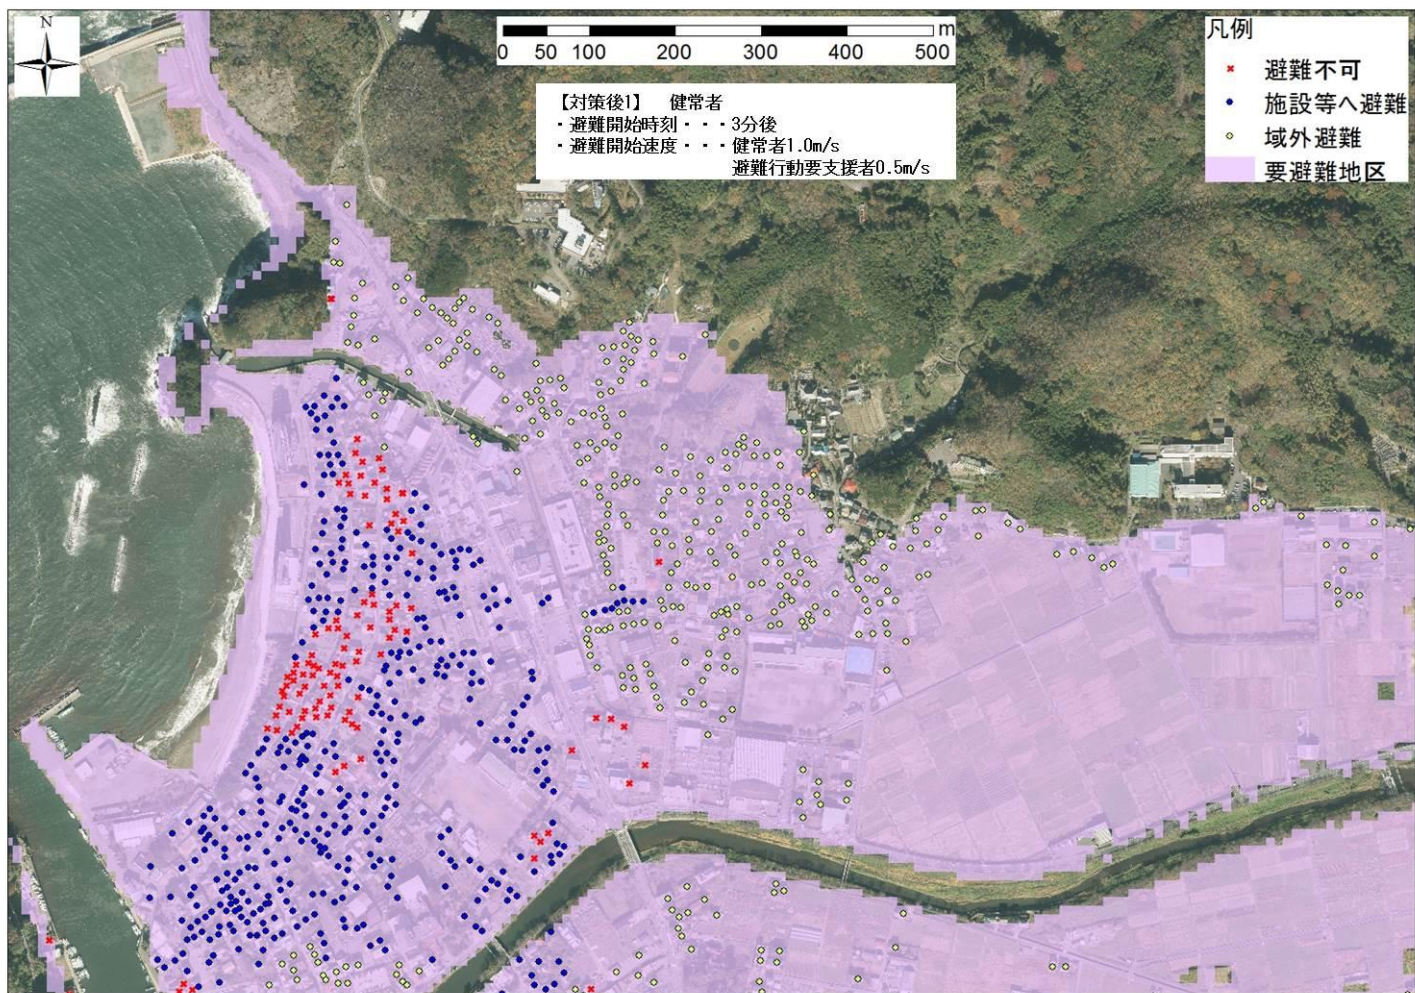 N
m
0 50 100 200 300 400 500
【対策後1】 健常者
・避難開始時刻・・・3分後
・避難開始速度・・・健常者1.0m/s
避難行動要支援者0.5m/s
凡例
避難不可
施設等へ避難
域外避難
要避難地区